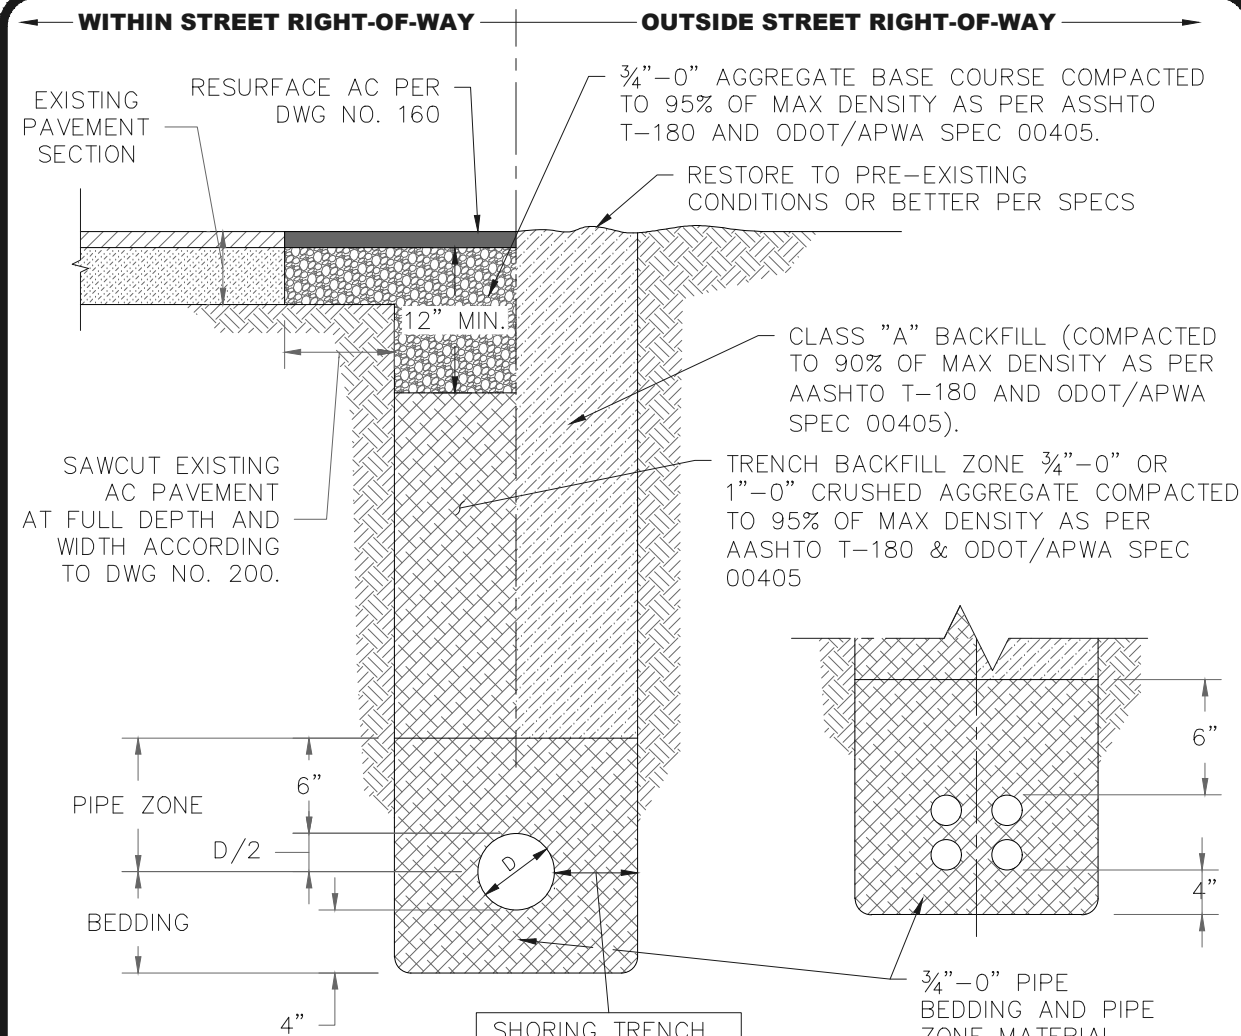 WITHIN STREET RIGHT-OF-WAY
OUTSIDE STREET RIGHT-OF-WAY
EXISTING
PAVEMENT
SECTION
RESURFACE AC PER
DWG NO. 160
¾"-0" AGGREGATE BASE COURSE COMPACTED
TO 95% OF MAX DENSITY AS PER ASSHTO
T-180 AND ODOT/APWA SPEC 00405.
RESTORE TO PRE-EXISTING
CONDITIONS OR BETTER PER SPECS
12" MIN.
CLASS "A" BACKFILL (COMPACTED
TO 90% OF MAX DENSITY AS PER
AASHTO T-180 AND ODOT/APWA
SPEC 00405).
SAWCUT EXISTING
AC PAVEMENT
AT FULL DEPTH AND
WIDTH ACCORDING
TO DWG NO. 200.
TRENCH BACKFILL ZONE ¾"-0" OR
1"-0" CRUSHED AGGREGATE COMPACTED
TO 95% OF MAX DENSITY AS PER
AASHTO T-180 & ODOT/APWA SPEC
00405
6"
PIPE ZONE
D/2
D
BEDDING
4"
6"
4"
¾"-0" PIPE
BEDDING AND PIPE
ZONE MATERIAL
SHORING TRENCH